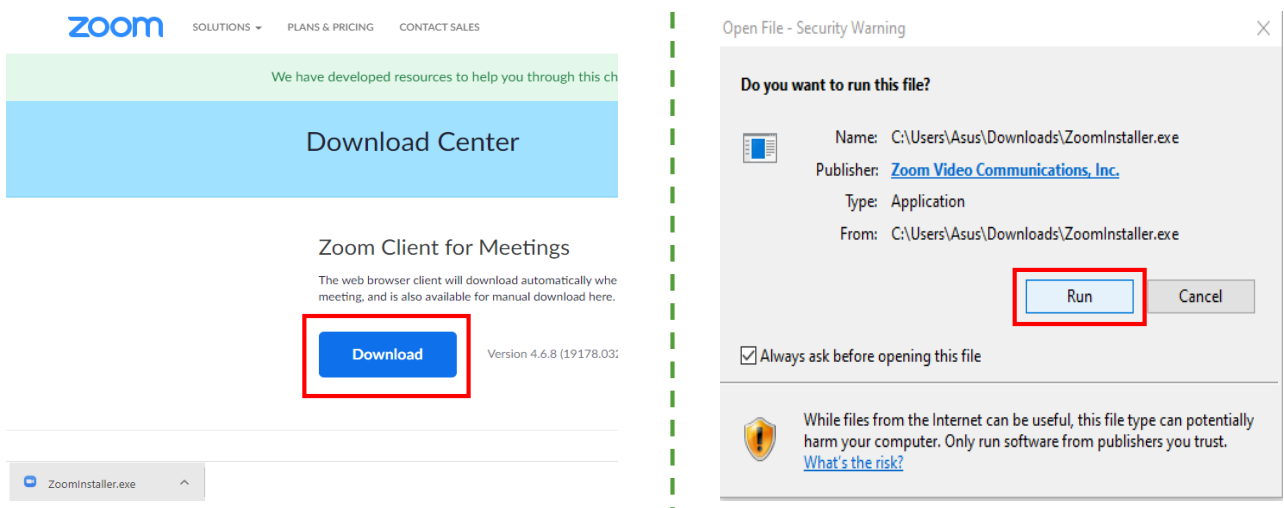 zoom SOLUTIONS PLANS & PRICING CONTACT SALES
We have developed resources to help you through this ch
Download Center
Zoom Client for Meetings
The web browser client will download automatically whe
meeting, and is also available for manual download here.
Download Version 4.6.8 (19178.032
ZoomInstaller.exe
Open File - Security Warning
Do you want to run this file?
Name: C:\Users\Asus\Downloads\ZoomInstaller.exe
Publisher: Zoom Video Communications, Inc.
Type: Application
From: C:\Users\Asus\Downloads\ZoomInstaller.exe
Run Cancel
Always ask before opening this file
While files from the Internet can be useful, this file type can potentially
harm your computer. Only run software from publishers you trust.
What's the risk?